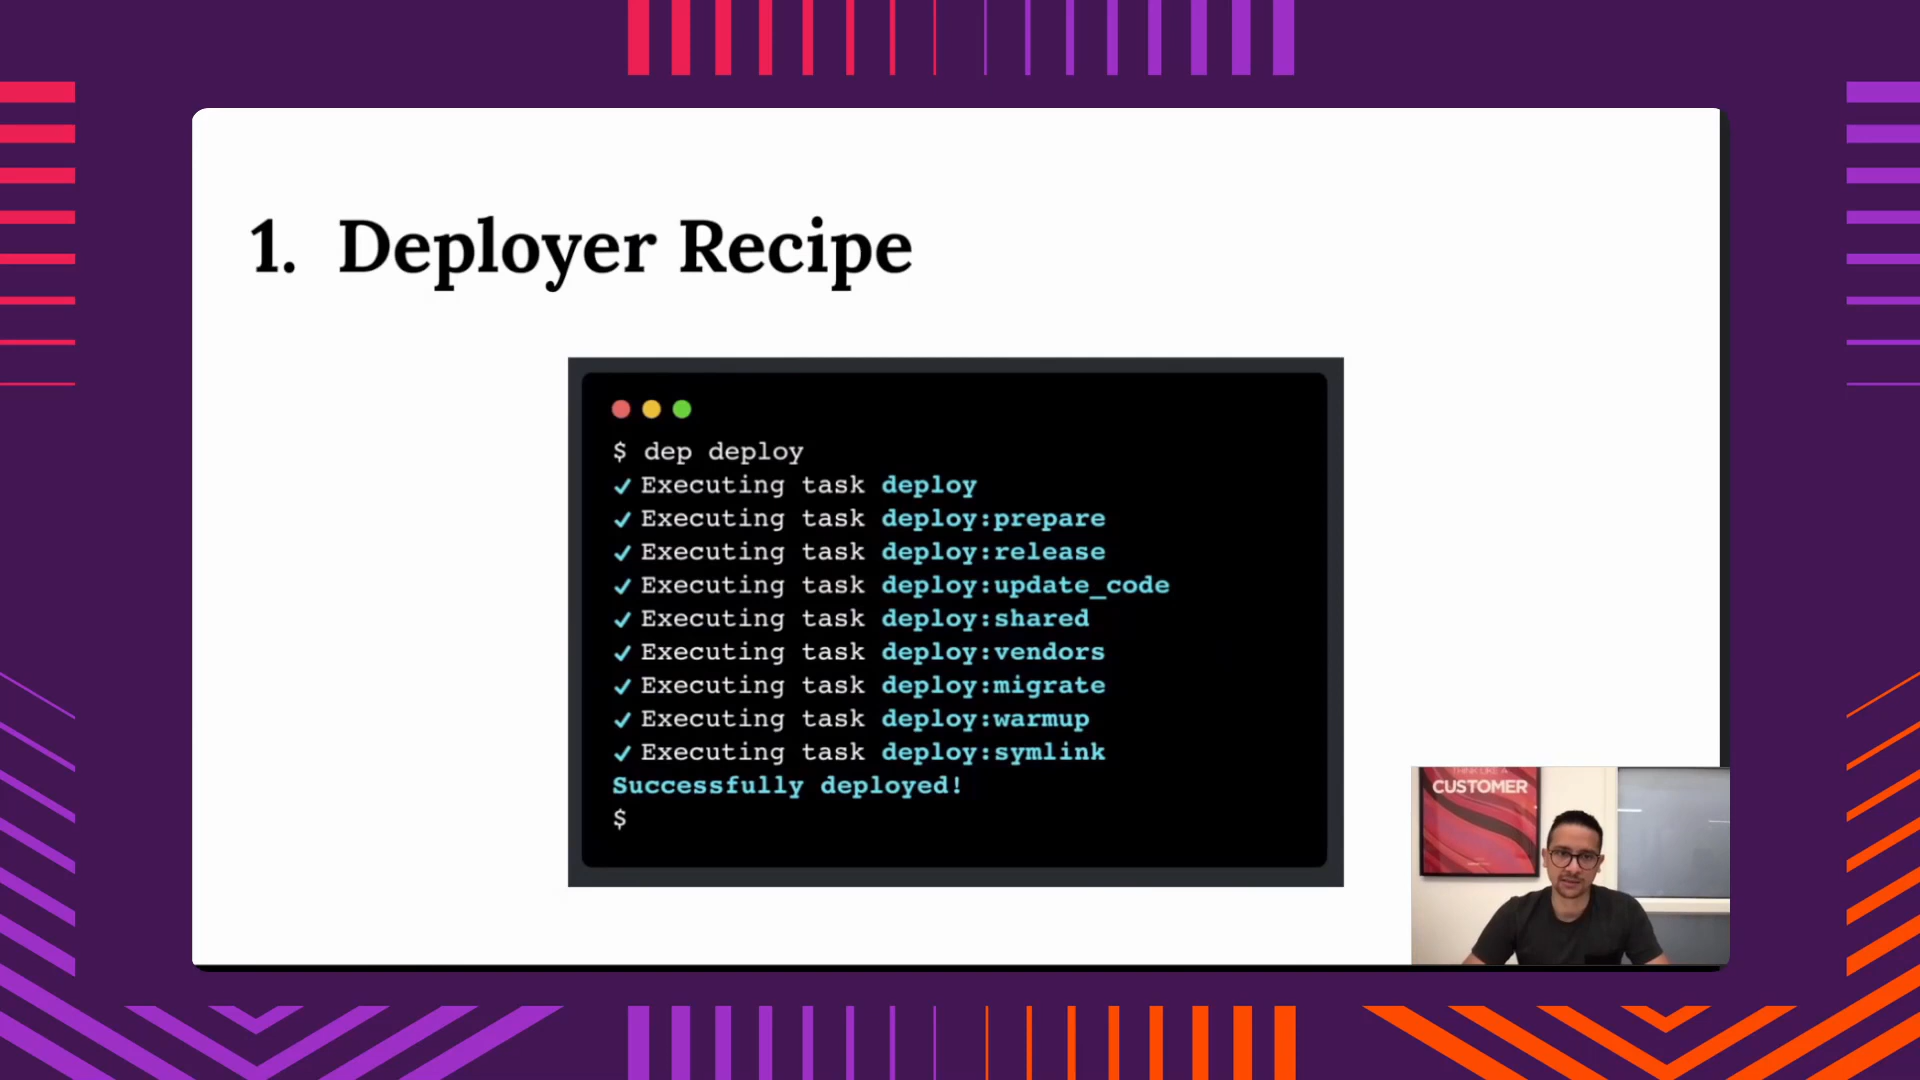 1. Deployer Recipe
$ dep deploy
✓ Executing task deploy
✓ Executing task deploy:prepare
✓ Executing task deploy:release
✓ Executing task deploy:update_code
✓ Executing task deploy:shared
✓ Executing task deploy:vendors
✓ Executing task deploy:migrate
✓ Executing task deploy:warmup
✓ Executing task deploy:symlink
Successfully deployed!
$
THINK LIKE A
CUSTOMER